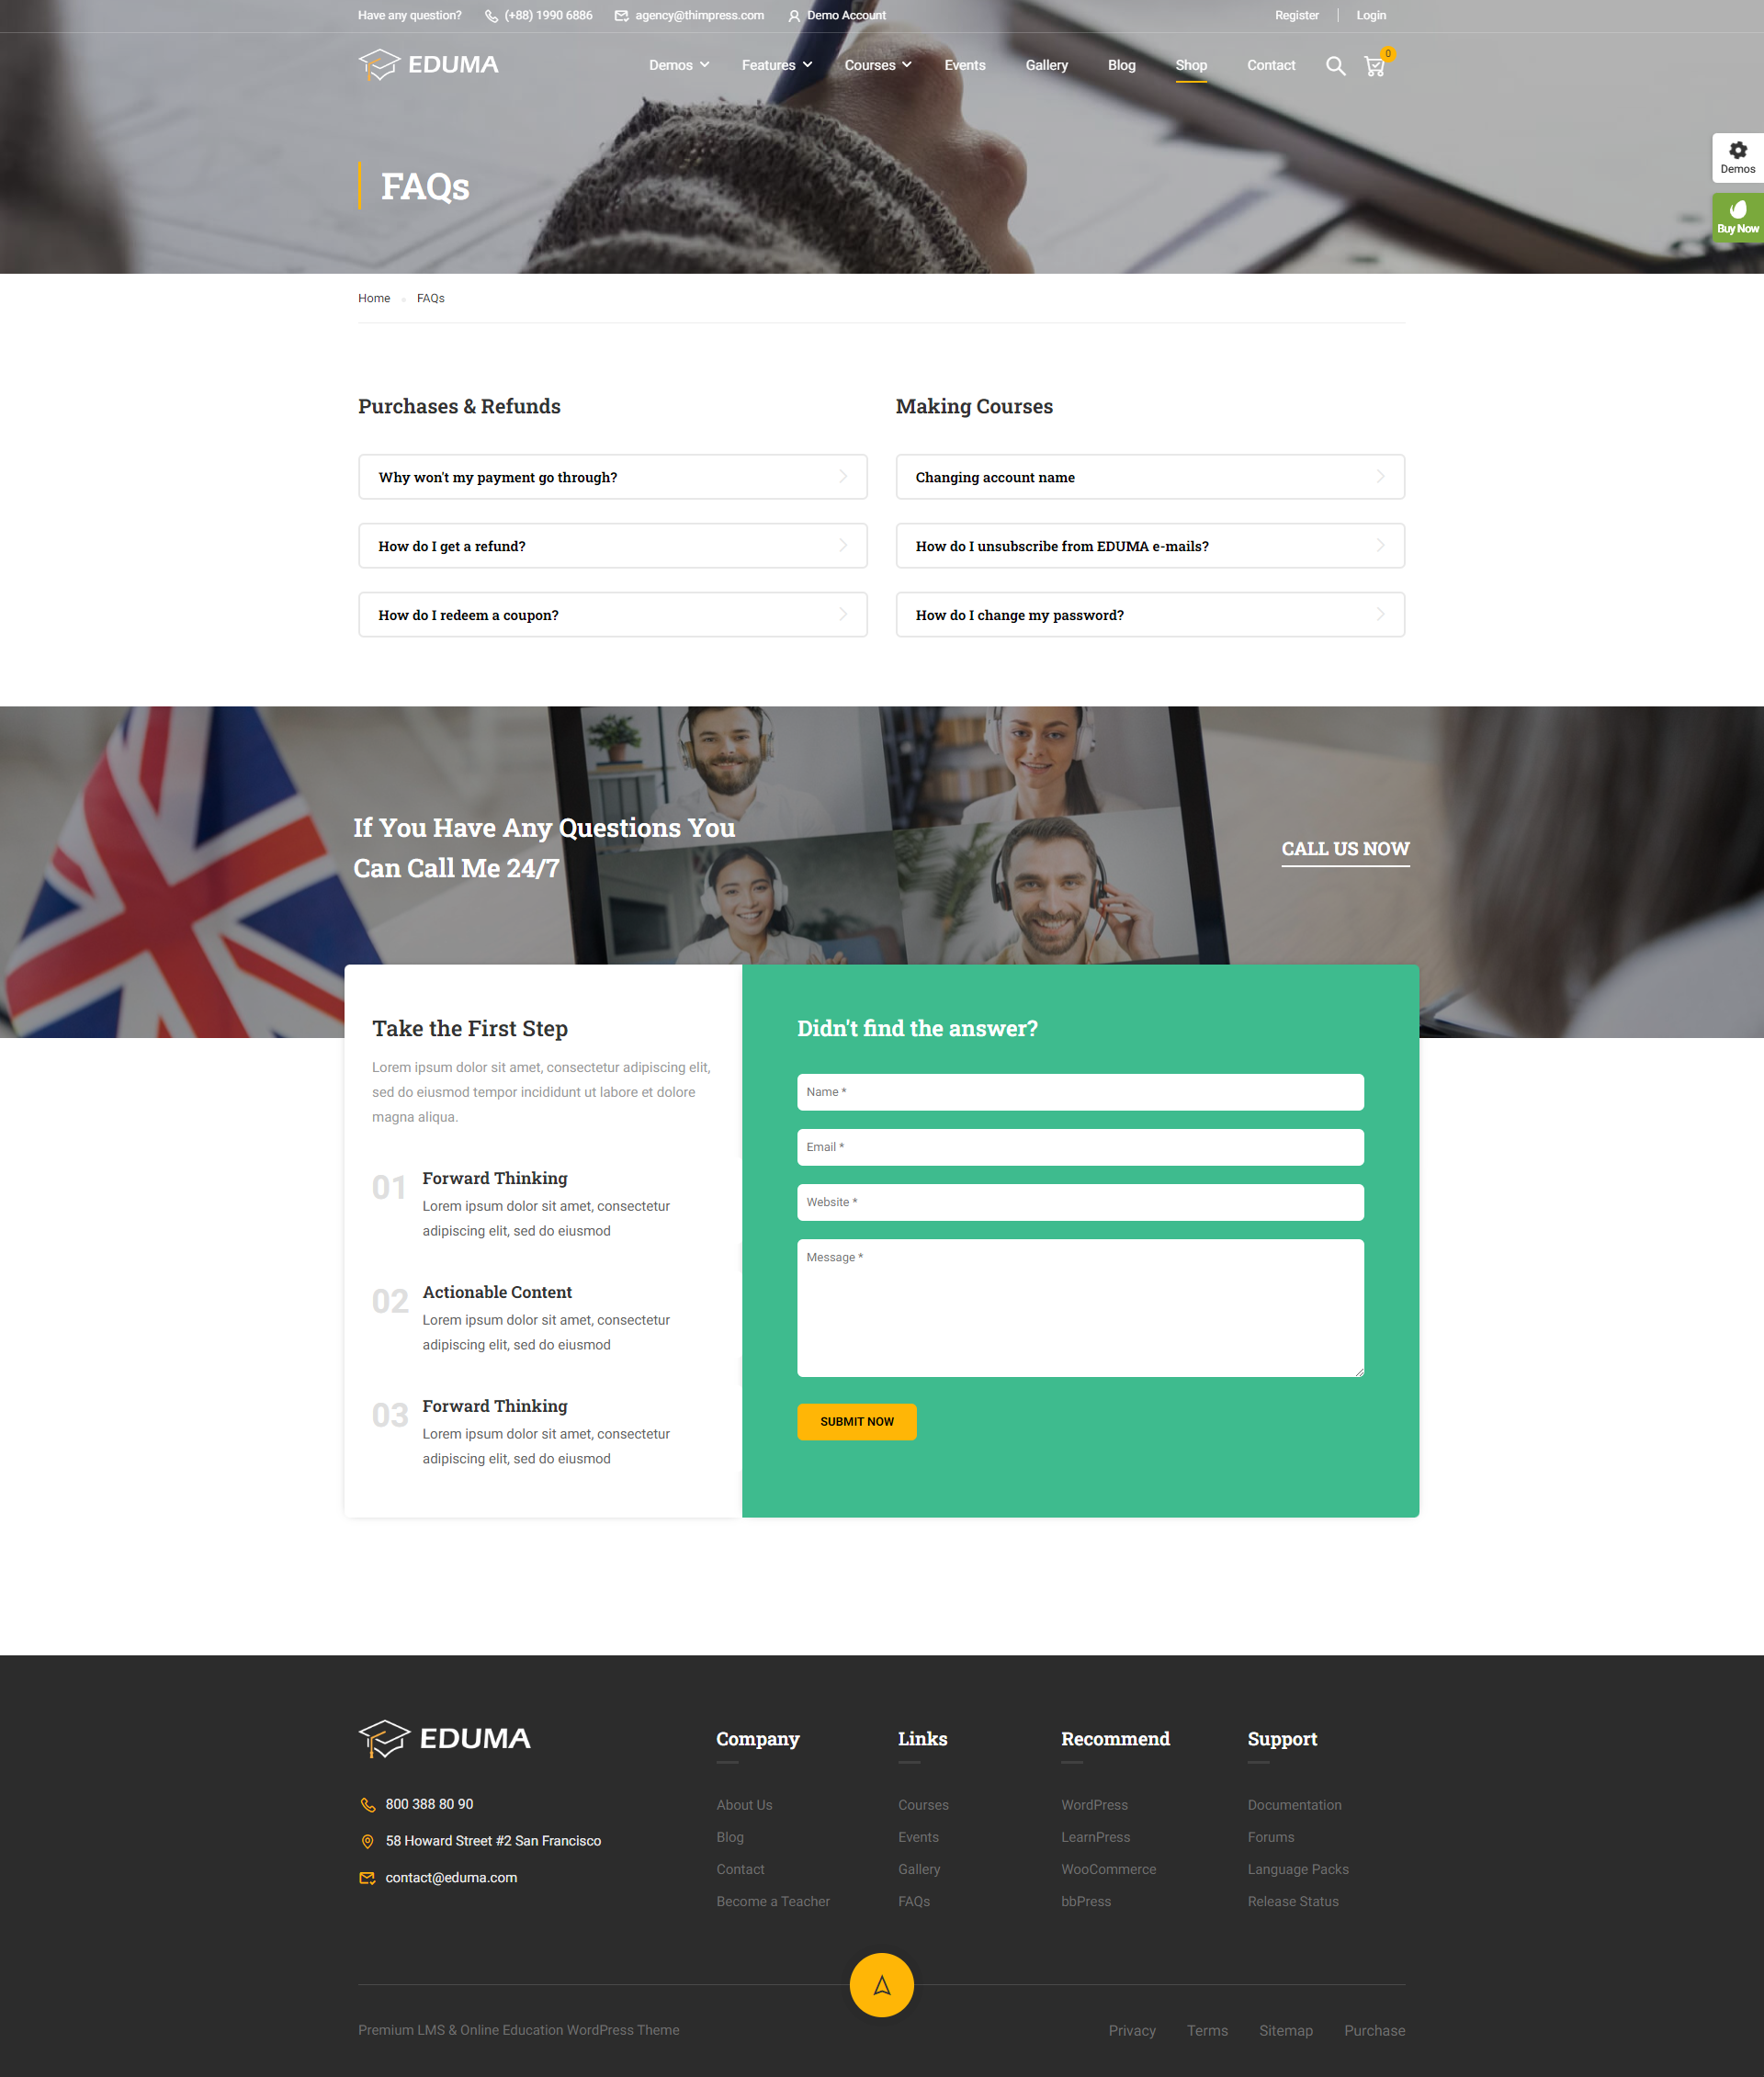 Have any question?
(+88) 1990 6886
agency@thimpress.com
Demo Account
Register
Login
EDUMA
Demos
Features
Courses
Events
Gallery
Blog
Shop
Contact
0
Demos
Buy Now
FAQs
Home
FAQs
Purchases & Refunds
Why won't my payment go through?
How do I get a refund?
How do I redeem a coupon?
Making Courses
Changing account name
How do I unsubscribe from EDUMA e-mails?
How do I change my password?
If You Have Any Questions You
Can Call Me 24/7
CALL US NOW
Take the First Step
Lorem ipsum dolor sit amet, consectetur adipiscing elit,
sed do eiusmod tempor incididunt ut labore et dolore
magna aliqua.
01
Forward Thinking
Lorem ipsum dolor sit amet, consectetur
adipiscing elit, sed do eiusmod
02
Actionable Content
Lorem ipsum dolor sit amet, consectetur
adipiscing elit, sed do eiusmod
03
Forward Thinking
Lorem ipsum dolor sit amet, consectetur
adipiscing elit, sed do eiusmod
Didn't find the answer?
Name *
Email *
Website *
Message *
SUBMIT NOW
EDUMA
800 388 80 90
58 Howard Street #2 San Francisco
contact@eduma.com
Company
About Us
Blog
Contact
Become a Teacher
Links
Courses
Events
Gallery
FAQs
Recommend
WordPress
LearnPress
WooCommerce
bbPress
Support
Documentation
Forums
Language Packs
Release Status
Premium LMS & Online Education WordPress Theme
Privacy
Terms
Sitemap
Purchase